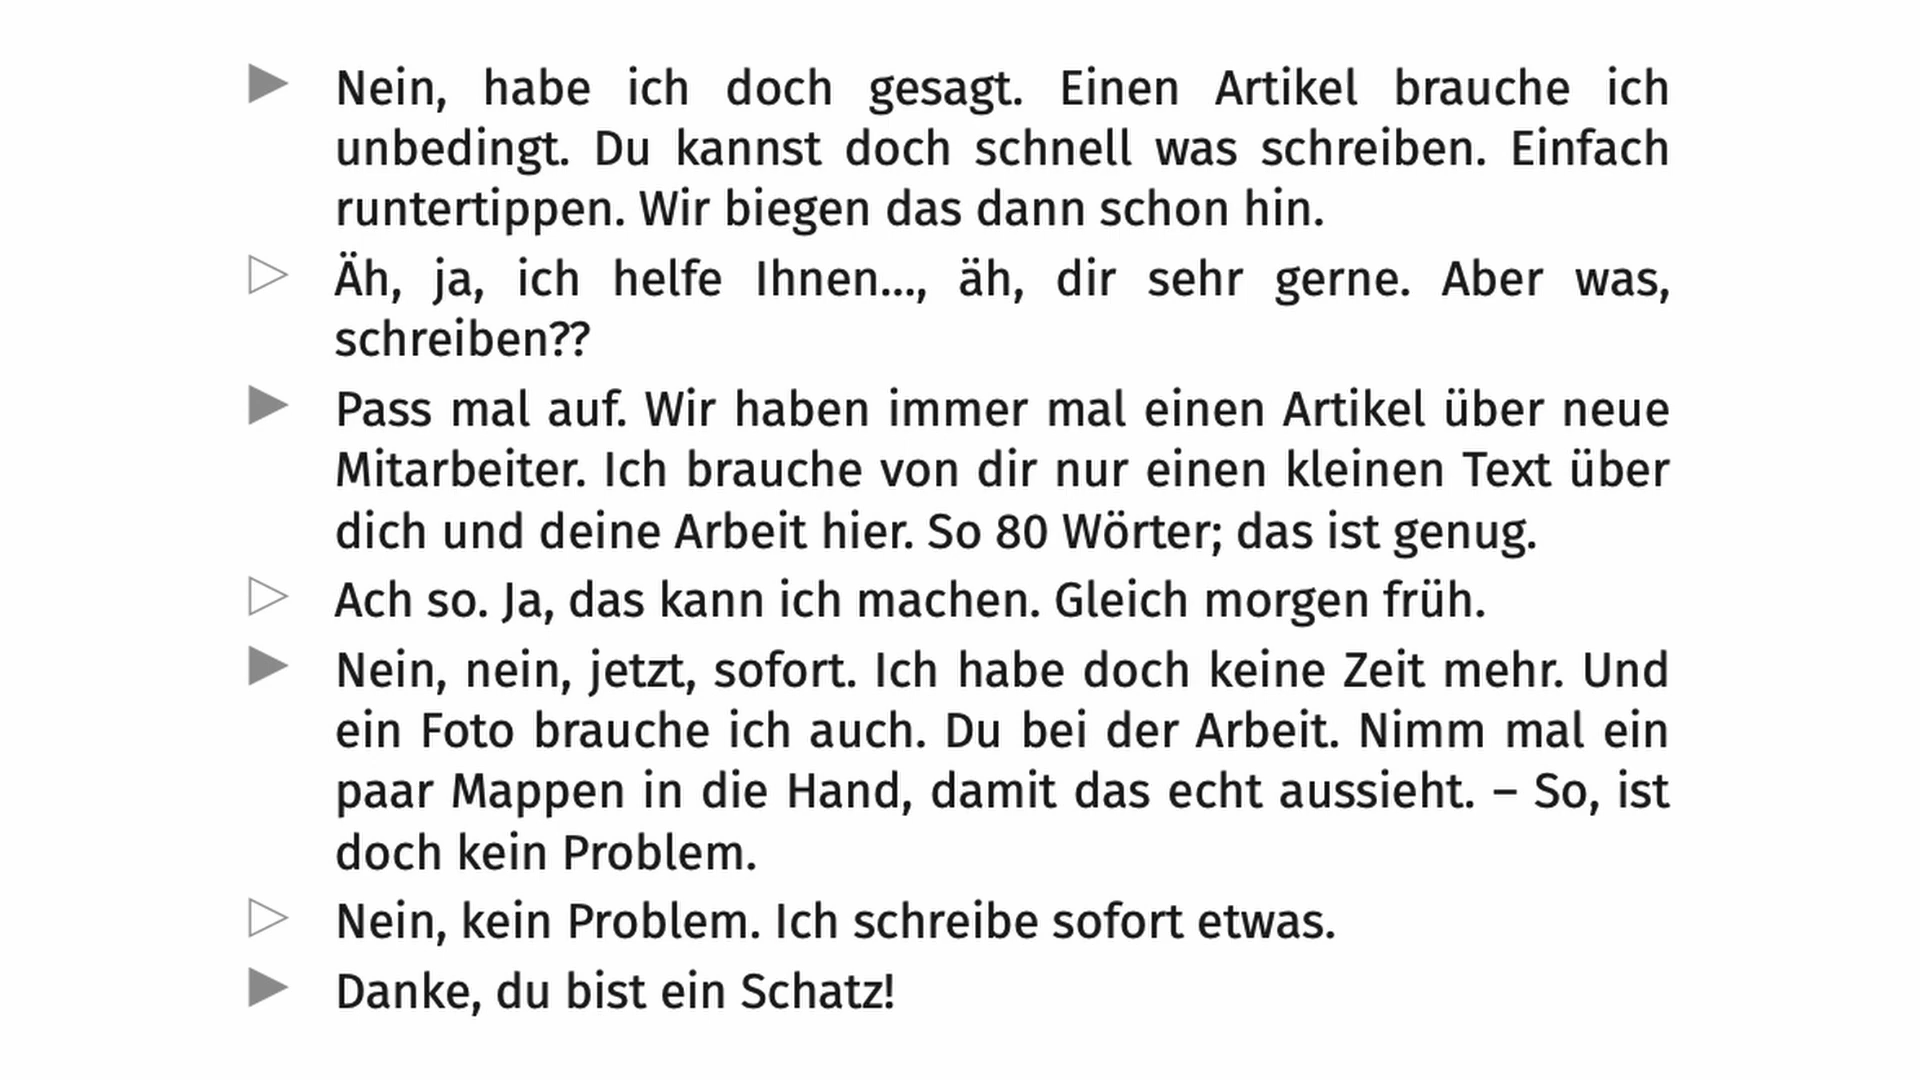 Nein, habe ich doch gesagt. Einen Artikel brauche ich
unbedingt. Du kannst doch schnell was schreiben. Einfach
runtertippen. Wir biegen das dann schon hin.
Äh, ja, ich helfe Ihnen..., äh, dir sehr gerne. Aber was,
schreiben??
Pass mal auf. Wir haben immer mal einen Artikel über neue
Mitarbeiter. Ich brauche von dir nur einen kleinen Text über
dich und deine Arbeit hier. So 80 Wörter; das ist genug.
Ach so. Ja, das kann ich machen. Gleich morgen früh.
Nein, nein, jetzt, sofort. Ich habe doch keine Zeit mehr. Und
ein Foto brauche ich auch. Du bei der Arbeit. Nimm mal ein
paar Mappen in die Hand, damit das echt aussieht. – So, ist
doch kein Problem.
Nein, kein Problem. Ich schreibe sofort etwas.
Danke, du bist ein Schatz!